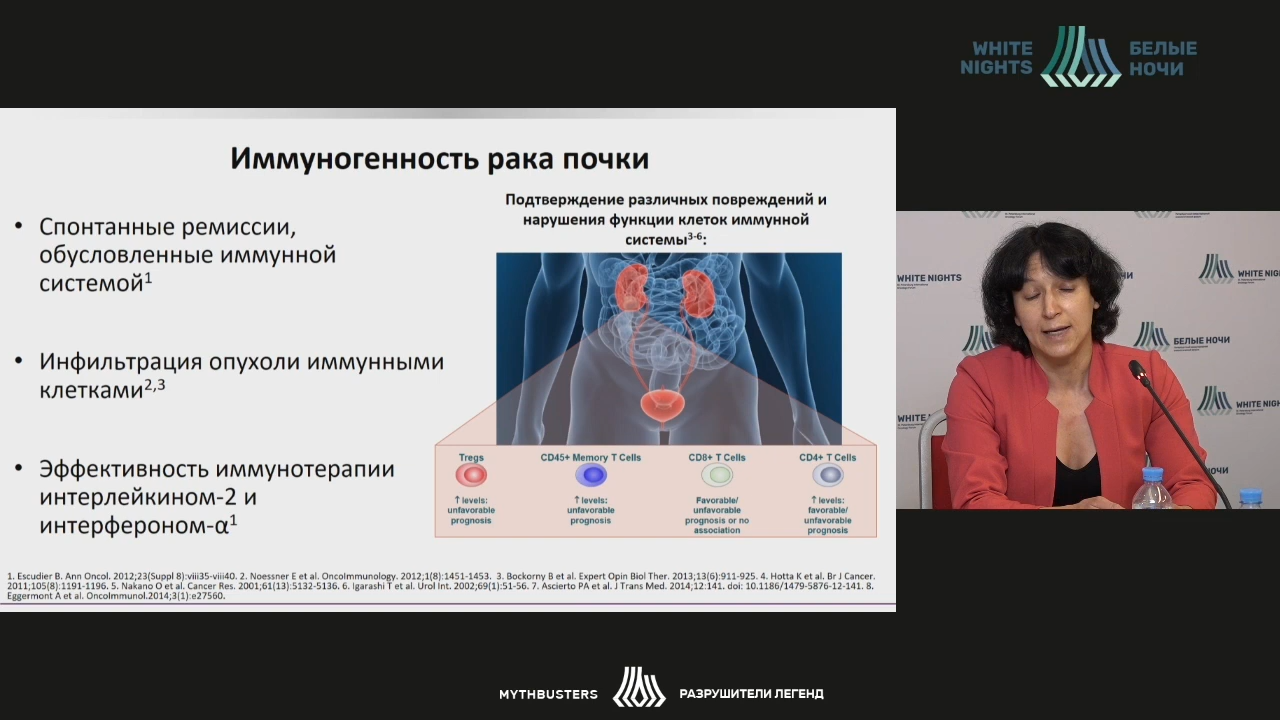 WHITE
NIGHTS
БЕЛЫЕ
НОЧИ
Иммуногенность рака почки
• Спонтанные ремиссии,
обусловленные иммунной
системой1
• Инфильтрация опухоли иммунными
клетками2,3
• Эффективность иммунотерапии
интерлейкином-2 и
интерфероном-α1
Подтверждение различных повреждений и
нарушения функции клеток иммунной
системы3-6:
Tregs
↑ levels:
unfavorable
prognosis
CD45+ Memory T Cells
↑ levels:
unfavorable
prognosis
CD8+ T Cells
Favorable/
unfavorable
prognosis or no
association
CD4+ T Cells
↑ levels:
favorable/
unfavorable
prognosis
1. Escudier B. Ann Oncol. 2012;23(Suppl 8):viii35-viii40. 2. Noessner E et al. OncoImmunology. 2012;1(8):1451-1453. 3. Bockorny B et al. Expert Opin Biol Ther. 2013;13(6):911-925. 4. Hotta K et al. Br J Cancer.
2011;105(8):1191-1196. 5. Nakano O et al. Cancer Res. 2001;61(13):5132-5136. 6. Igarashi T et al. Urol Int. 2002;69(1):51-56. 7. Ascierto PA et al. J Trans Med. 2014;12:141. doi: 10.1186/1479-5876-12-141. 8.
Eggermont A et al. OncoImmunol.2014;3(1):e27560.
WHITE NIGHTS
ЧИ
WHITE NIGHTS
БЕЛЫЕ НОЧИ
WHITE NIGH
WHITE N
НОЧИ
MYTHBUSTERS
РАЗРУШИТЕЛИ ЛЕГЕНД